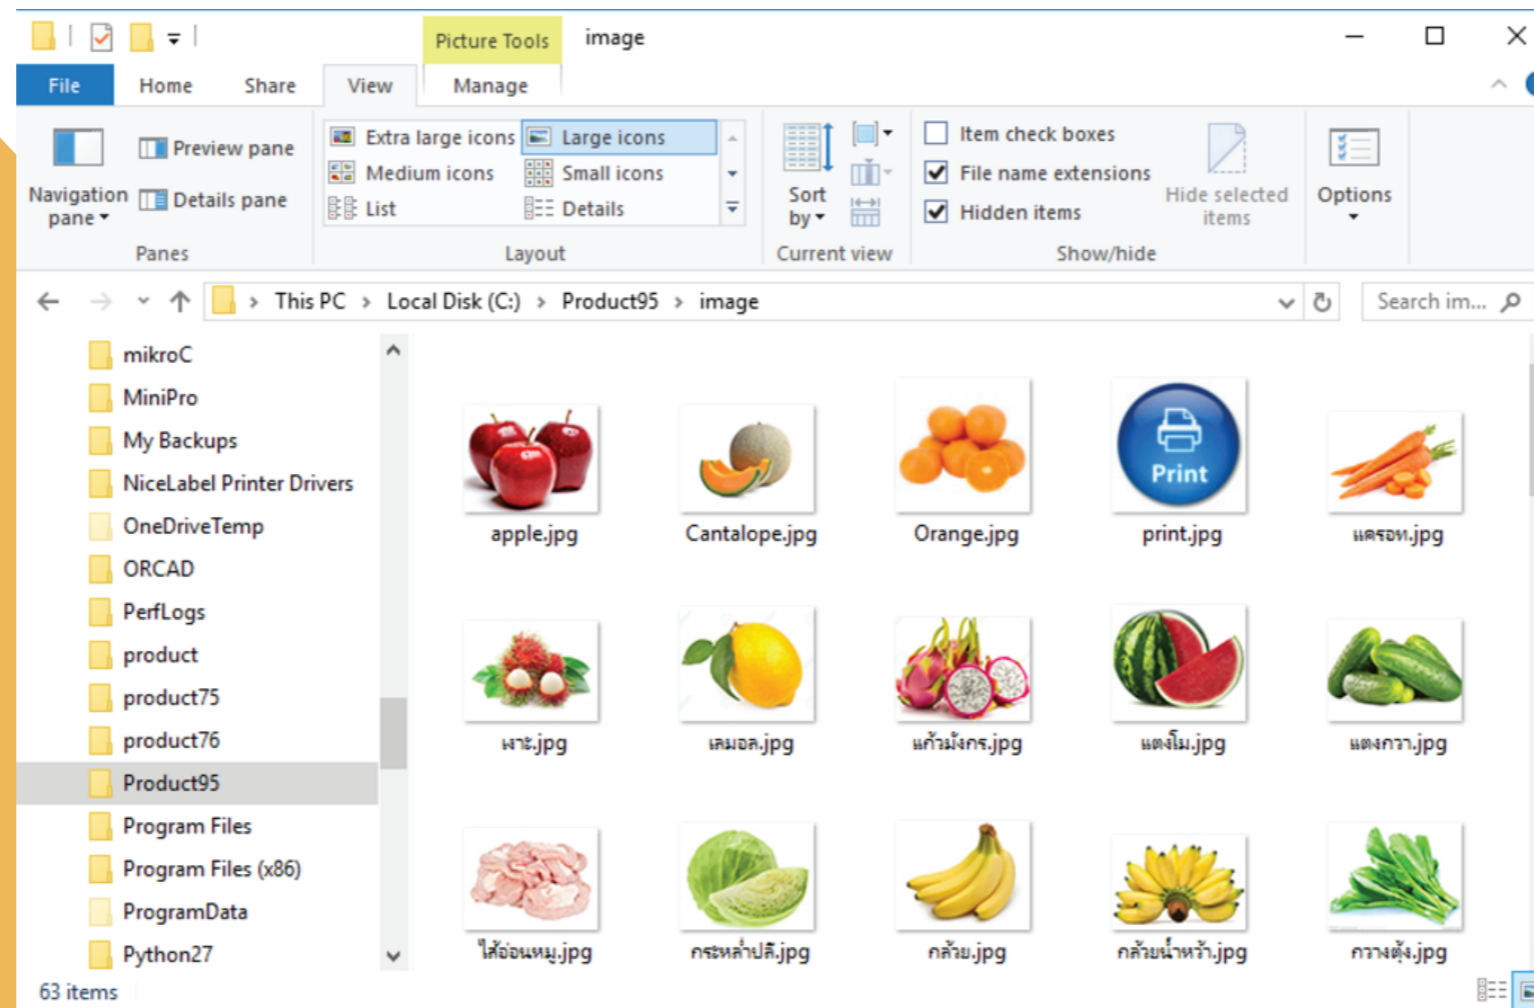 Picture Tools image
File Home Share View Manage
Extra large icons Large icons
Medium icons Small icons
List Details
Preview pane
Details pane
Navigation
pane
Sort
by
Item check boxes
File name extensions
Hidden items
Hide selected
items
Options
Panes Layout Current view Show/hide
This PC > Local Disk (C:) > Product95 > image
Search im...
mikroC
MiniPro
My Backups
NiceLabel Printer Drivers
OneDriveTemp
ORCAD
PerfLogs
product
product75
product76
Product95
Program Files
Program Files (x86)
ProgramData
Python27
Print
apple.jpg Cantalope.jpg Orange.jpg print.jpg แครอท.jpg
เงาะ.jpg เลมอล.jpg แก้วมังกร.jpg แตงโม.jpg แตงกวา.jpg
ไส้อ่อนหมู.jpg กระหล่ำปลี.jpg กล้วย.jpg กล้วยน้ำหว้า.jpg กวางตุ้ง.jpg
63 items